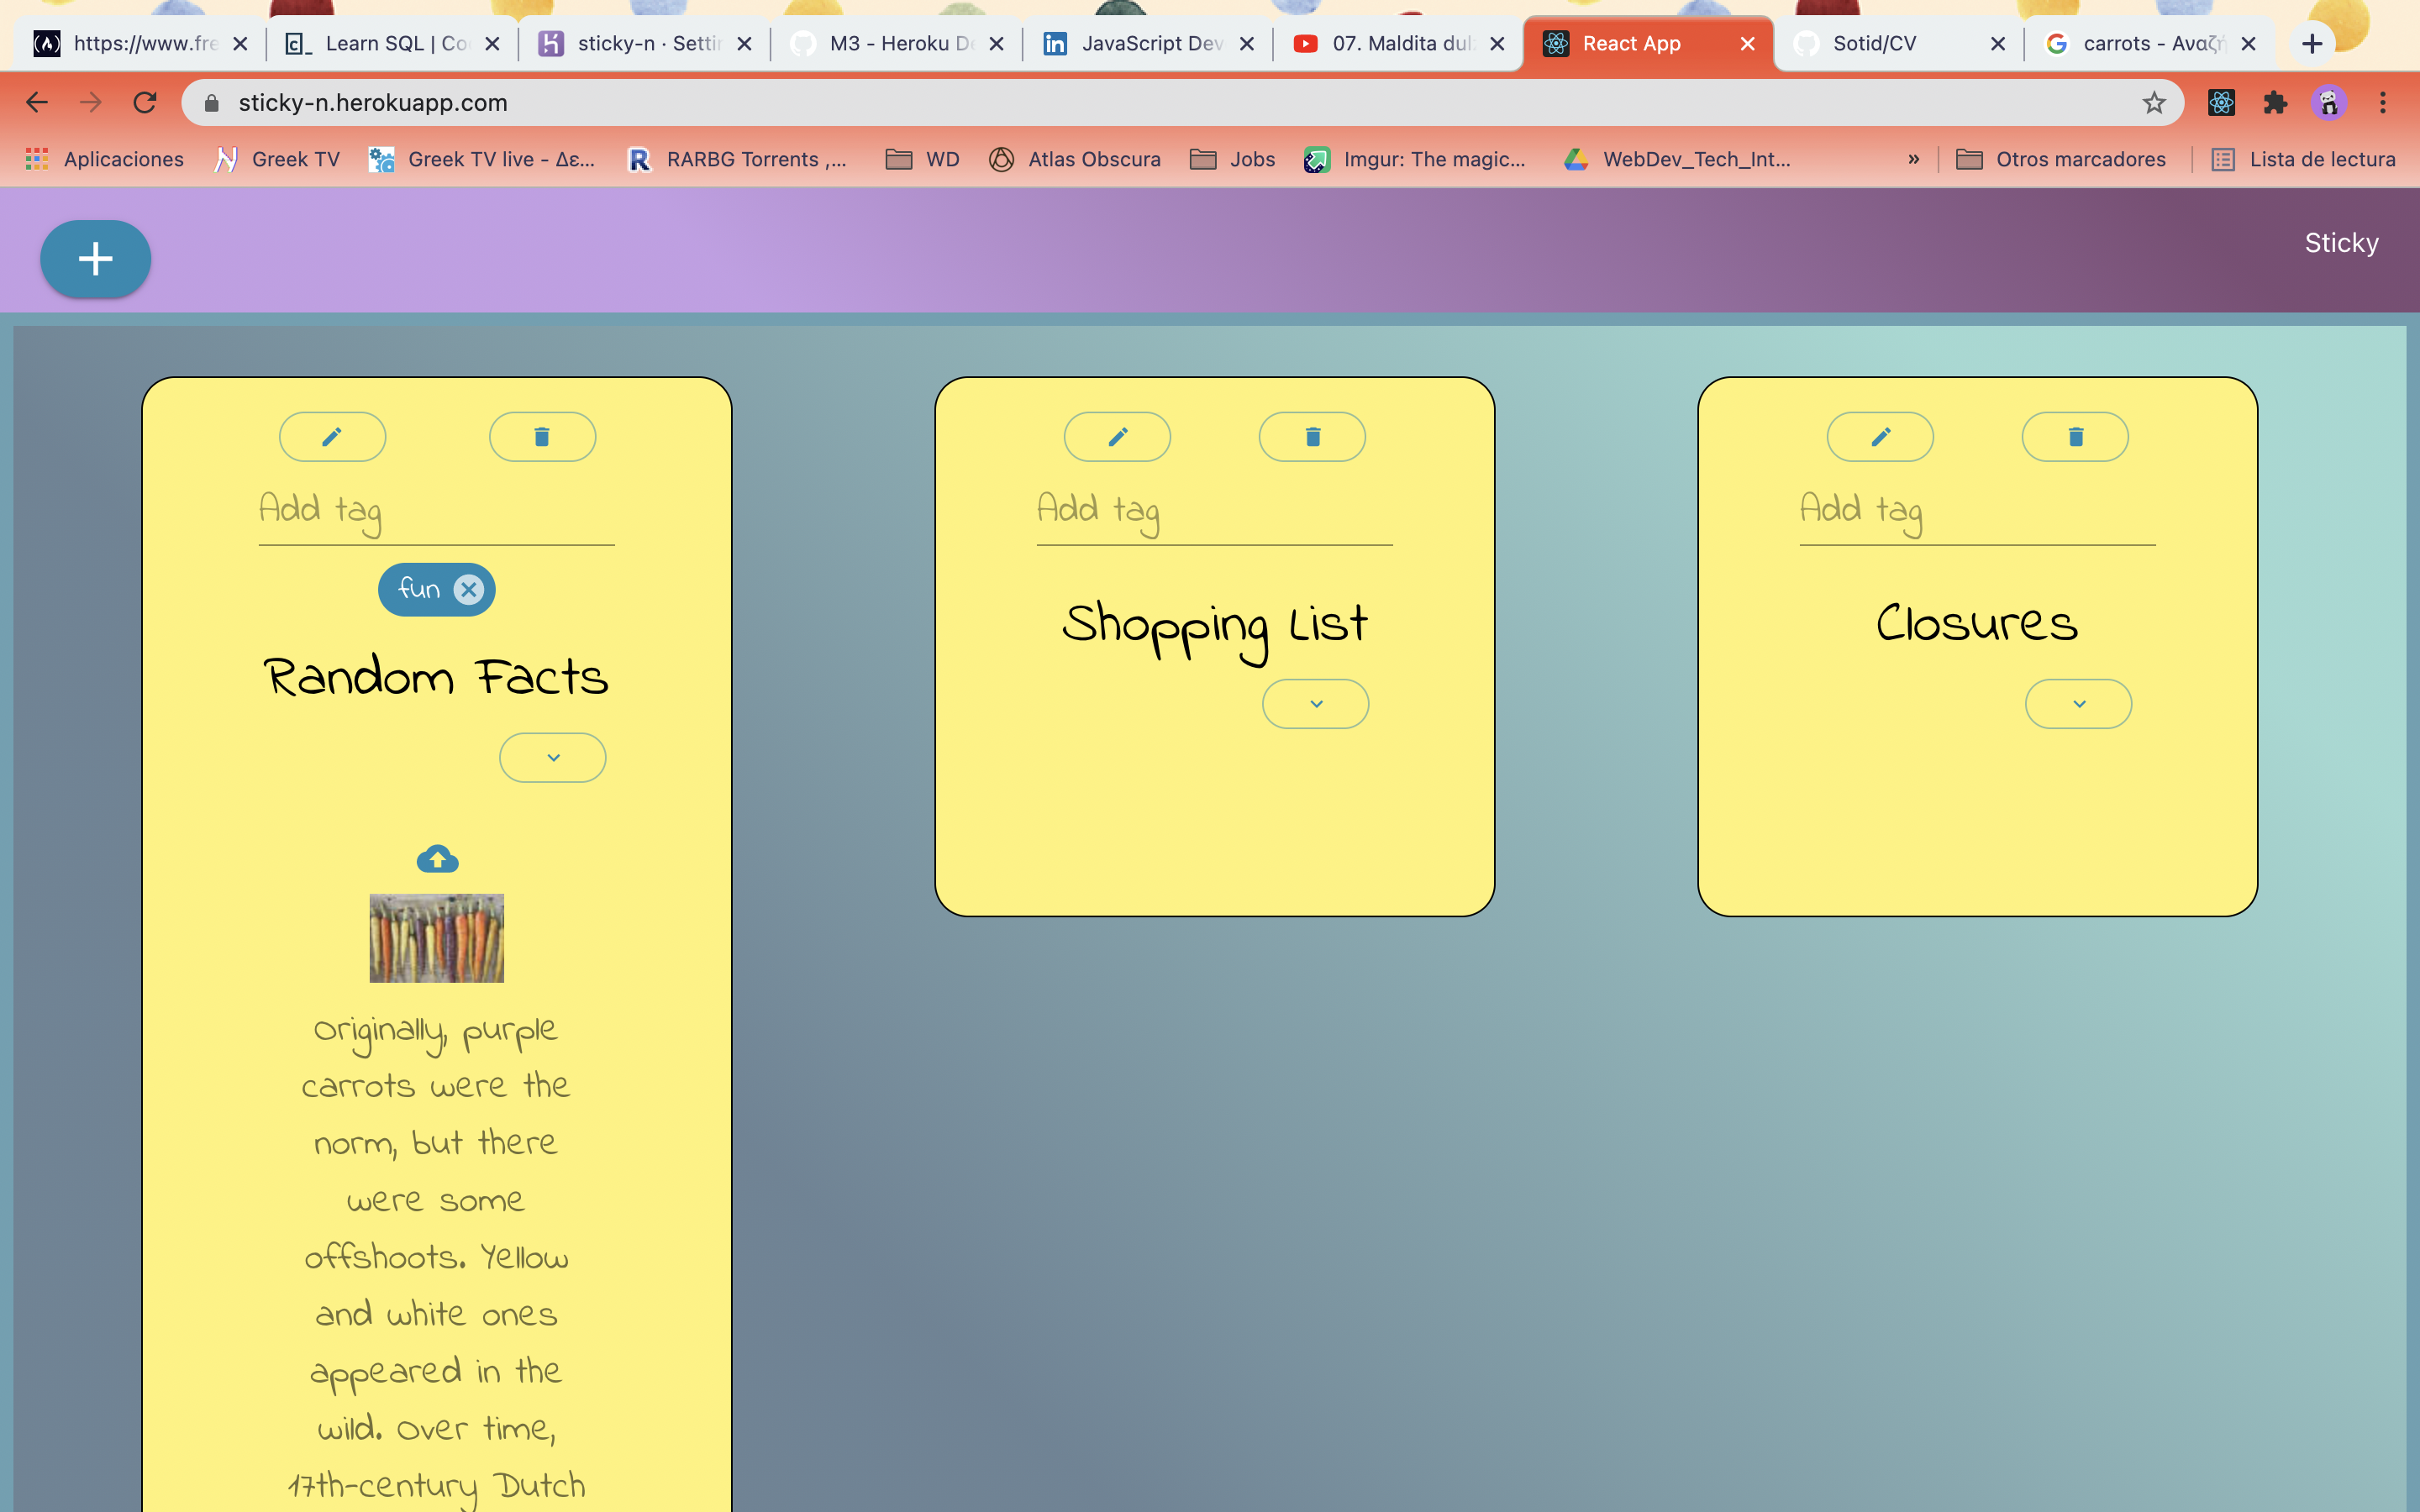 https://www.fre
Learn SQL | Co
sticky-n · Settin
M3 - Heroku De
JavaScript Dev
07. Maldita dul
React App
Sotid/CV
carrots - Αναζή
sticky-n.herokuapp.com
Aplicaciones
Greek TV
Greek TV live - Δε...
RARBG Torrents ,...
WD
Atlas Obscura
Jobs
Imgur: The magic...
WebDev_Tech_Int...
»
Otros marcadores
Lista de lectura
Sticky
Add tag
fun
Random Facts
Originally, purple
carrots were the
norm, but there
were some
offshoots. Yellow
and white ones
appeared in the
wild. Over time,
17th-century Dutch
Add tag
Shopping List
Add tag
Closures